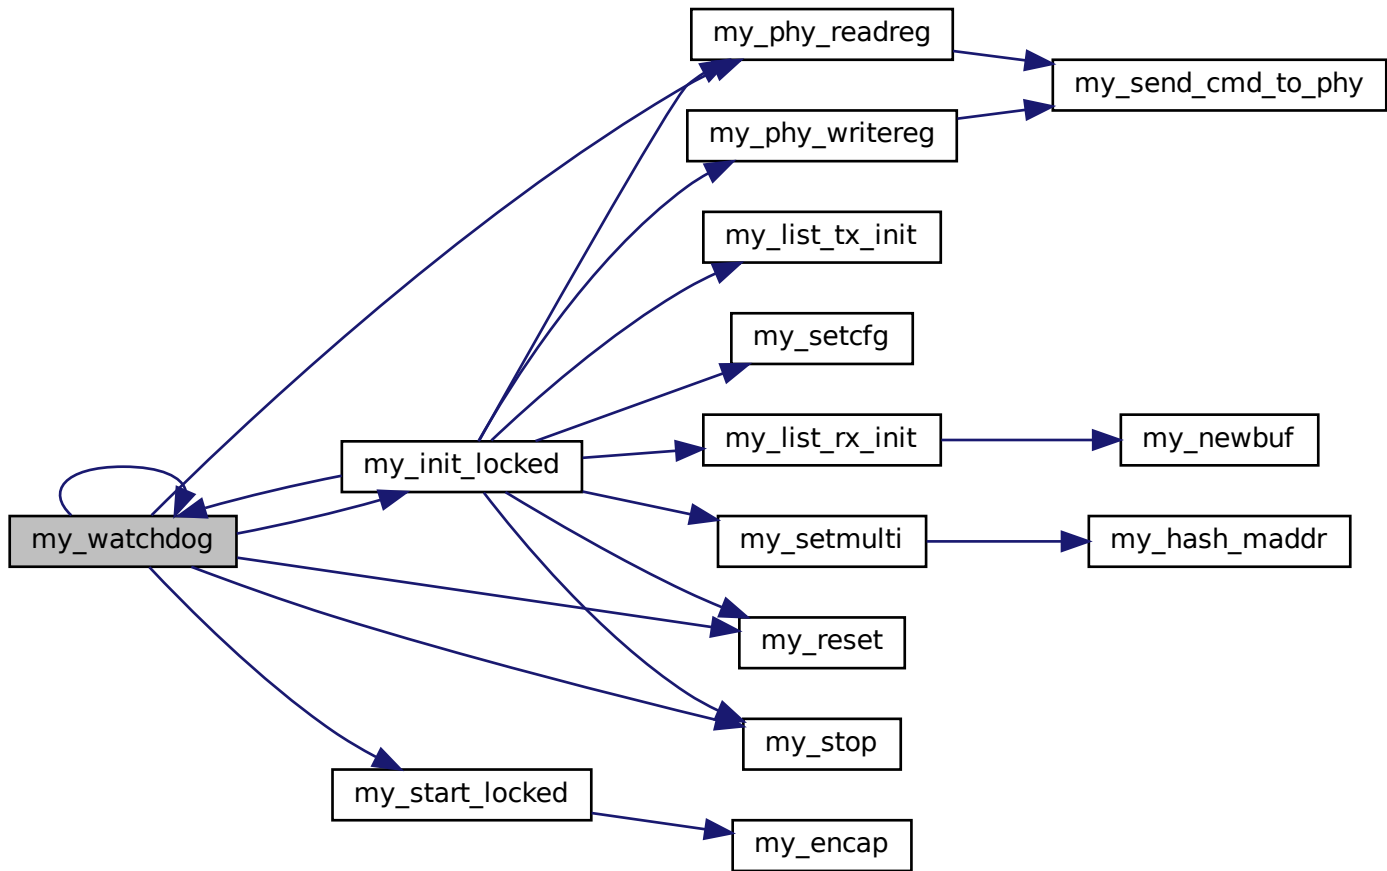 my_phy_readreg
my_send_cmd_to_phy
my_phy_writereg
my_list_tx_init
my_setcfg
my_list_rx_init
my_newbuf
my_init_locked
my_watchdog
my_setmulti
my_hash_maddr
my_reset
my_stop
my_start_locked
my_encap